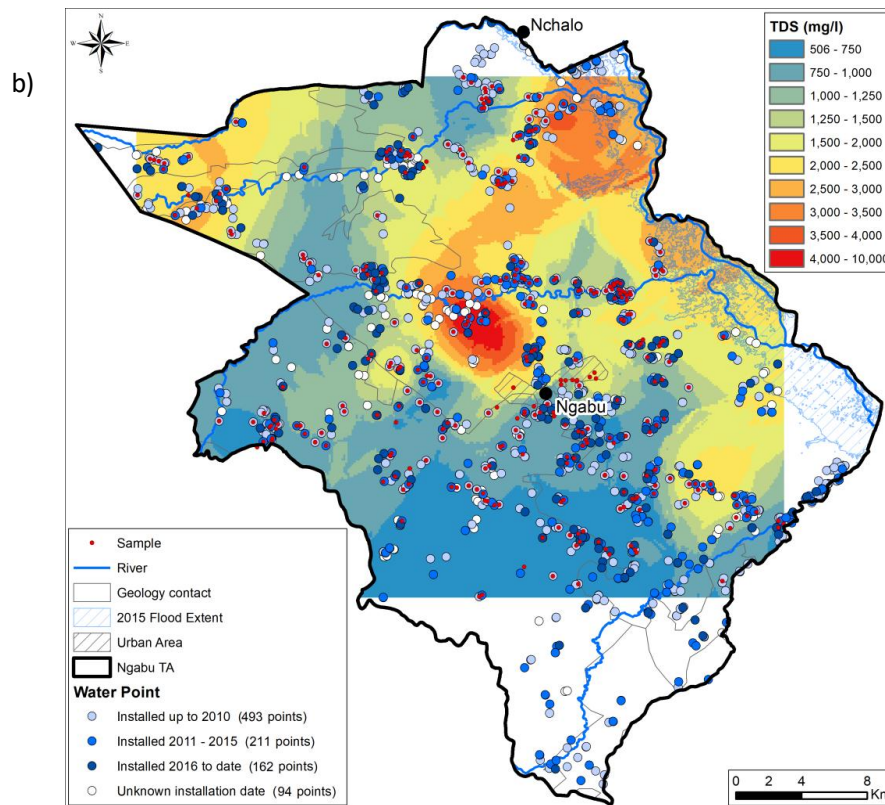 b)
N
W
E
S
Nchalo
Ngabu
TDS (mg/l)
506 - 750
750 - 1,000
1,000 - 1,250
1,250 - 1,500
1,500 - 2,000
2,000 - 2,500
2,500 - 3,000
3,000 - 3,500
3,500 - 4,000
4,000 - 10,000
Sample
River
Geology contact
2015 Flood Extent
Urban Area
Ngabu TA
Water Point
Installed up to 2010 (493 points)
Installed 2011 - 2015 (211 points)
Installed 2016 to date (162 points)
Unknown installation date (94 points)
0 2 4 8
Km